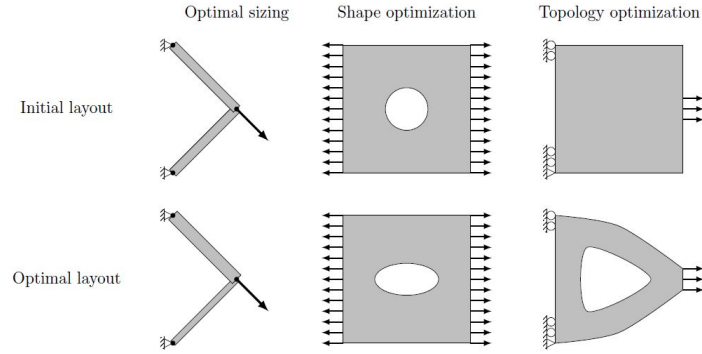 Optimal sizing
Shape optimization
Topology optimization
Initial layout
Optimal layout